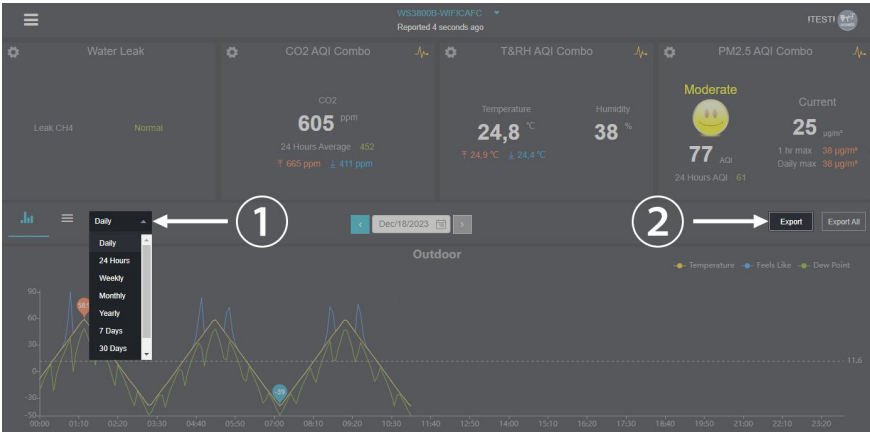 WS3800B-WIFICAFC
Reported 4 seconds ago
ITESTI
Water Leak
Leak CH4 Normal
CO2 AQI Combo
CO2
605 ppm
24 Hours Average 452
665 ppm 411 ppm
T&RH AQI Combo
Temperature Humidity
24,8 °C 38 %
24,9 °C 24,4 °C
PM2.5 AQI Combo
Moderate
Current
25 µg/m³
77 AQI
1 hr max 38 µg/m³
Daily max 38 µg/m³
24 Hours AQI 61
Daily
1
Dec/18/2023
2
Export
Export All
Daily
24 Hours
Weekly
Monthly
Yearly
7 Days
30 Days
Outdoor
Temperature Feels Like Dew Point
90
60
30
0
-30
-50
-39
11.6
00:00 01:10 02:20 03:30 04:40 05:50 07:00 08:10 09:20 10:30 11:40 12:50 14:00 15:10 16:20 17:30 18:40 19:50 21:00 22:10 23:20